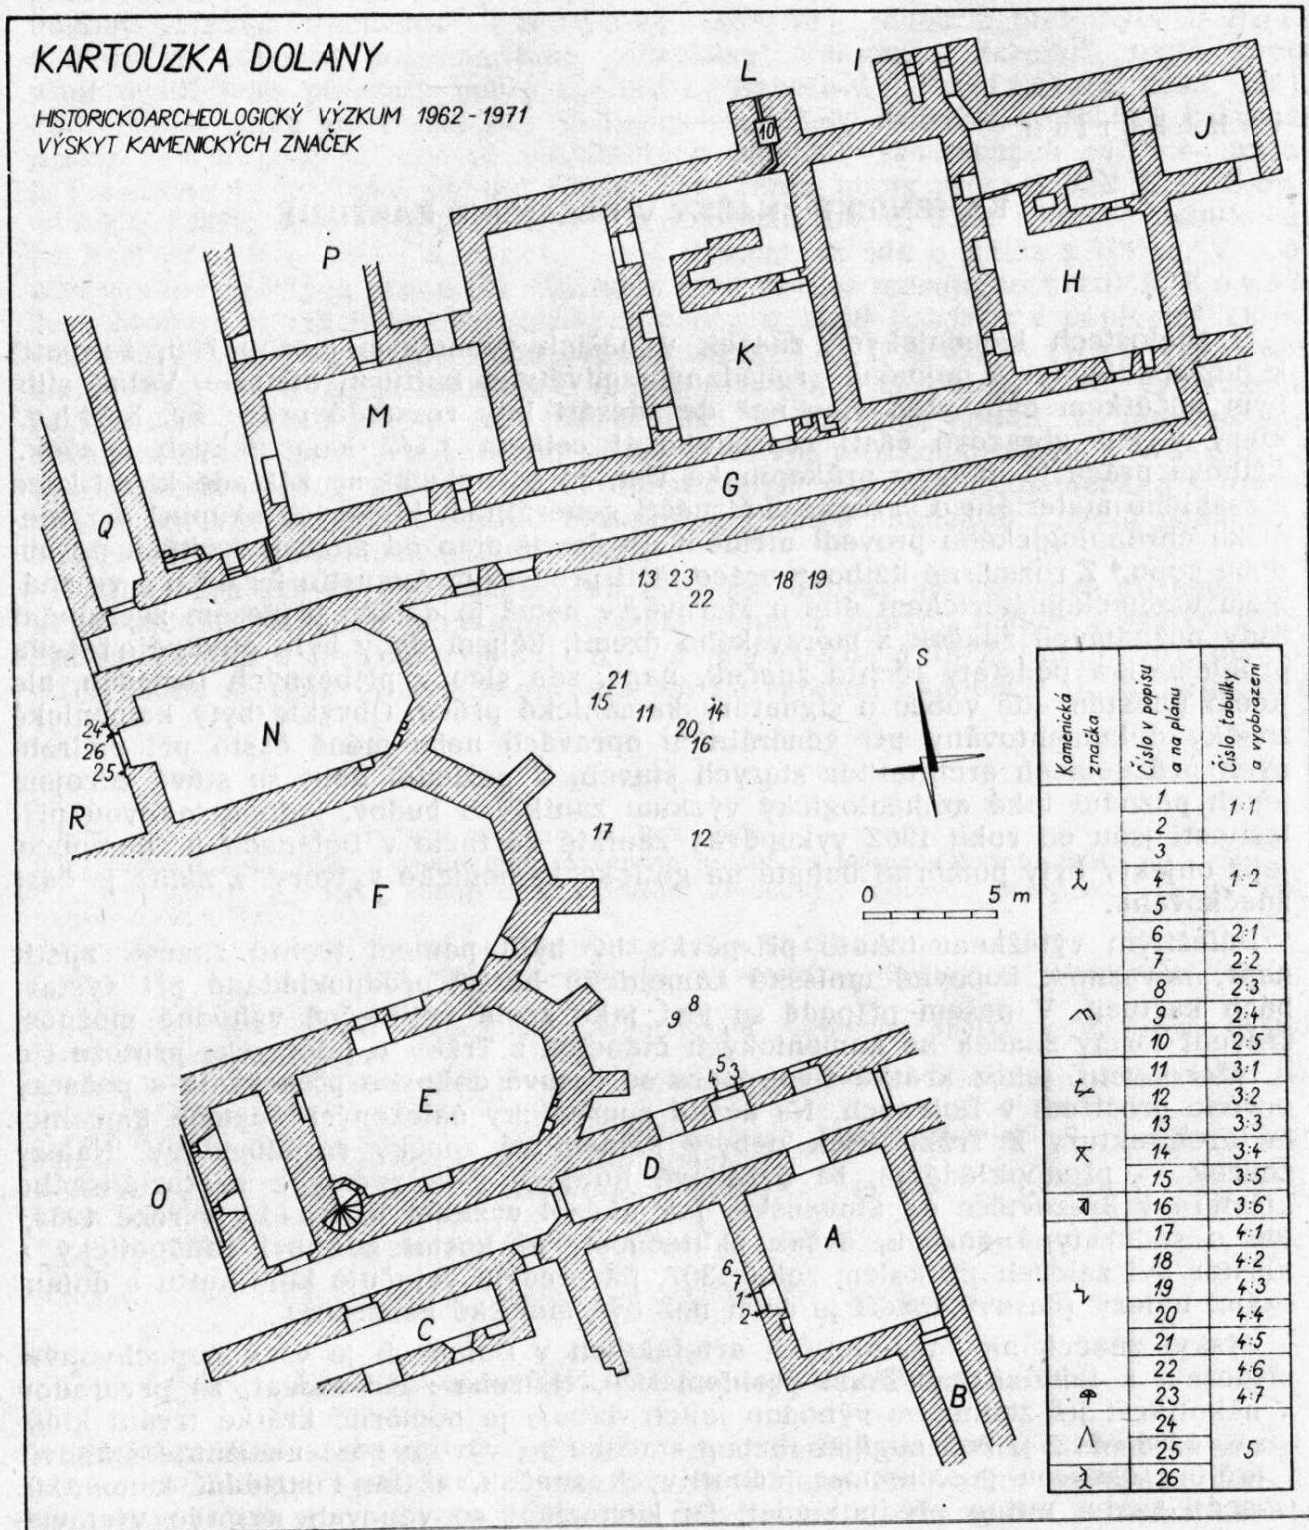 KARTOUZKA DOLANY
HISTORICKOARCHEOLOGICKÝ VÝZKUM 1962-1971
VÝSKYT KAMENICKÝCH ZNAČEK
L
I
10
J
P
H
K
M
G
Q
13 23 18 19
22
S
21
15
11 14
20
16
24
26
25
N
R
17 12
F
0 5 m
9 8
4 5 3
E
D
O
A
6
7
1
2
C
B
Kamenická značka
Číslo v popisu a na plánu
Číslo tabulky a vyobrazení
1
2 1:1
3
4 1:2
5
6 2:1
7 2:2
8 2:3
9 2:4
10 2:5
11 3:1
12 3:2
13 3:3
14 3:4
15 3:5
16 3:6
17 4:1
18 4:2
19 4:3
20 4:4
21 4:5
22 4:6
23 4:7
24
25 5
26